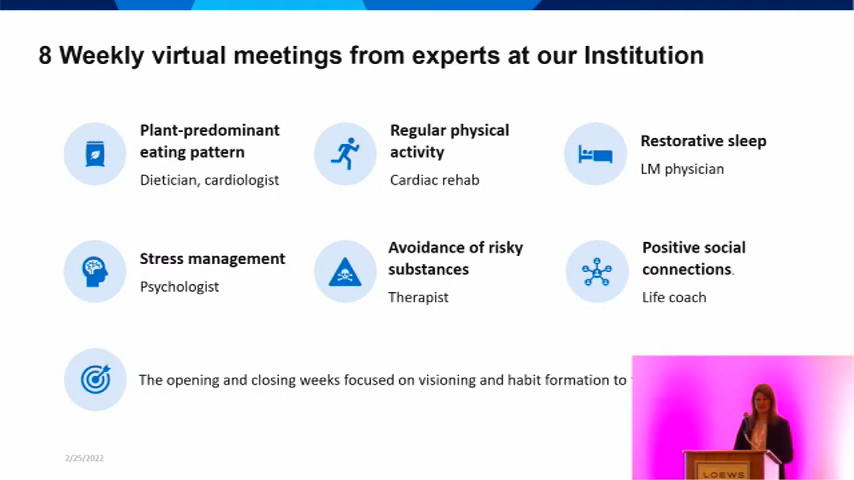 8 Weekly virtual meetings from experts at our Institution
Plant-predominant
eating pattern
Dietician, cardiologist
Regular physical
activity
Cardiac rehab
Restorative sleep
LM physician
Stress management
Psychologist
Avoidance of risky
substances
Therapist
Positive social
connections.
Life coach
The opening and closing weeks focused on visioning and habit formation to
2/25/2022
LOEWS